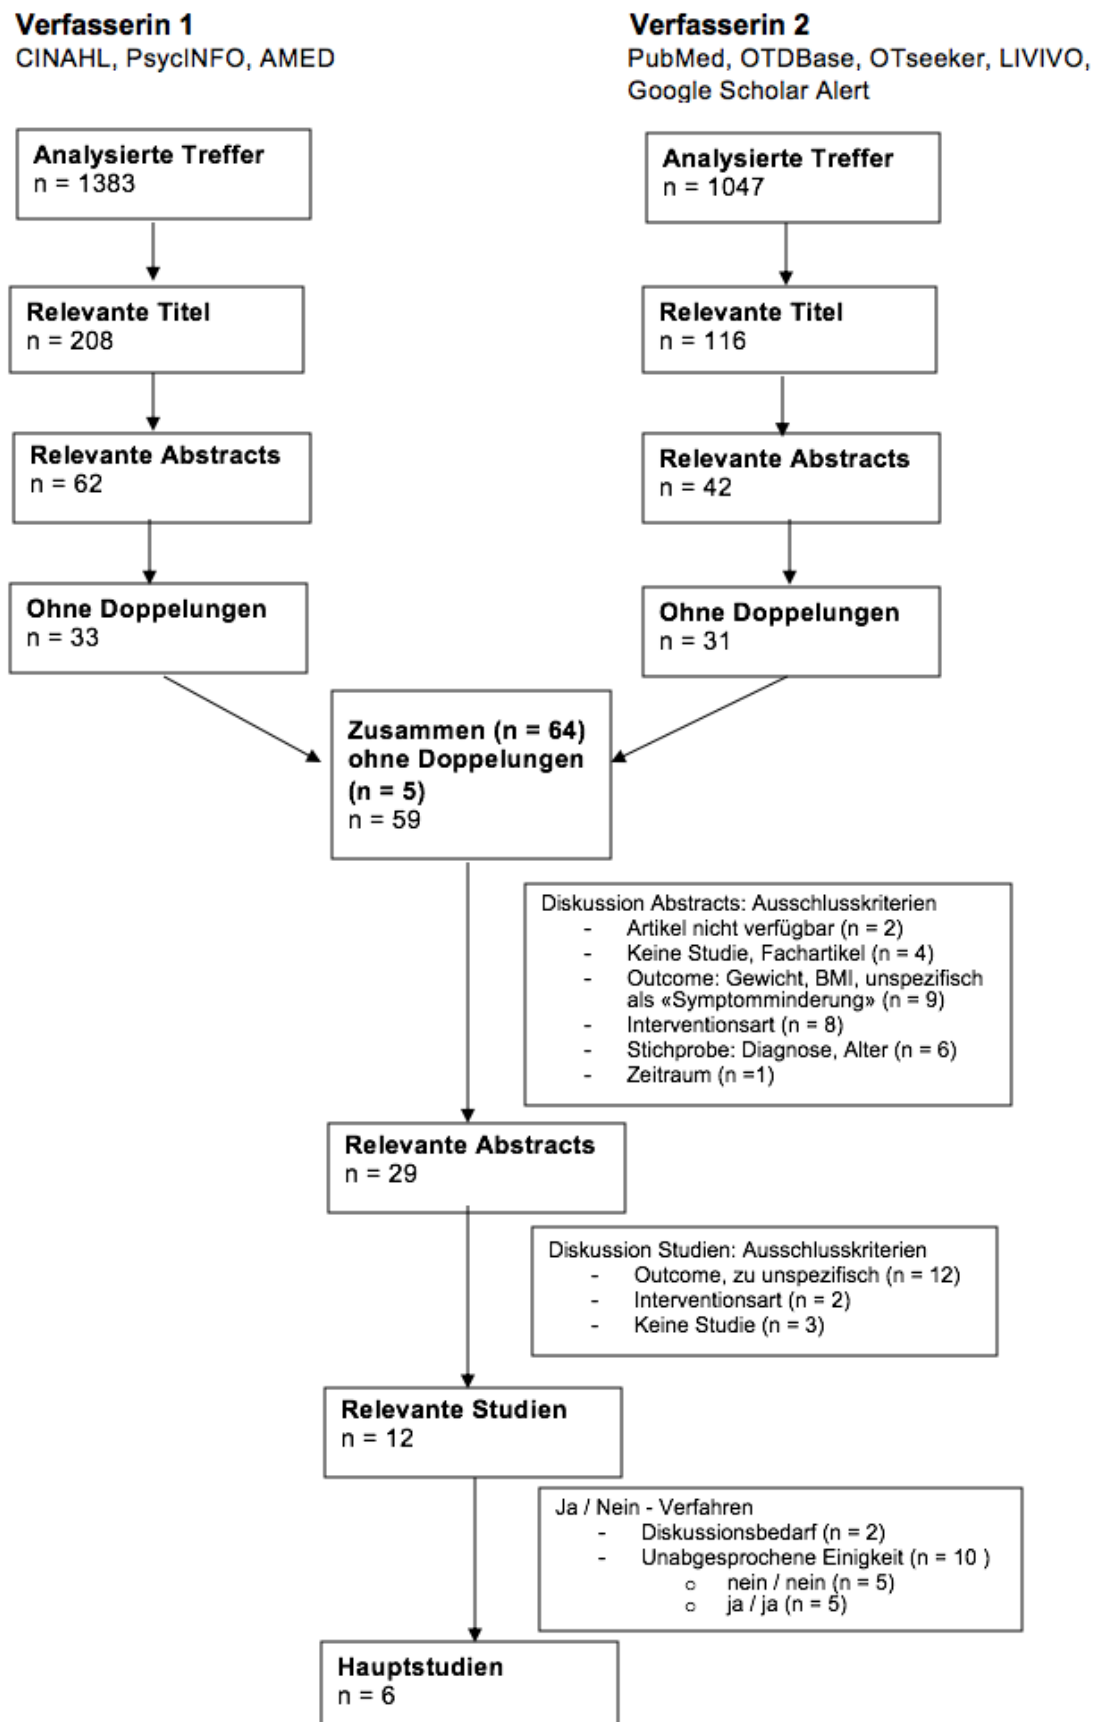 Verfasserin 1
CINAHL, PsycINFO, AMED
Verfasserin 2
PubMed, OTDBase, OTseeker, LIVIVO,
Google Scholar Alert
Analysierte Treffer
n = 1383
Analysierte Treffer
n = 1047
Relevante Titel
n = 208
Relevante Titel
n = 116
Relevante Abstracts
n = 62
Relevante Abstracts
n = 42
Ohne Doppelungen
n = 33
Ohne Doppelungen
n = 31
Zusammen (n = 64)
ohne Doppelungen
(n = 5)
n = 59
Diskussion Abstracts: Ausschlusskriterien
- Artikel nicht verfügbar (n = 2)
- Keine Studie, Fachartikel (n = 4)
- Outcome: Gewicht, BMI, unspezifisch
als «Symptomminderung» (n = 9)
- Interventionsart (n = 8)
- Stichprobe: Diagnose, Alter (n = 6)
- Zeitraum (n =1)
Relevante Abstracts
n = 29
Diskussion Studien: Ausschlusskriterien
- Outcome, zu unspezifisch (n = 12)
- Interventionsart (n = 2)
- Keine Studie (n = 3)
Relevante Studien
n = 12
Ja / Nein - Verfahren
- Diskussionsbedarf (n = 2)
- Unabgesprochene Einigkeit (n = 10 )
o nein / nein (n = 5)
o ja / ja (n = 5)
Hauptstudien
n = 6